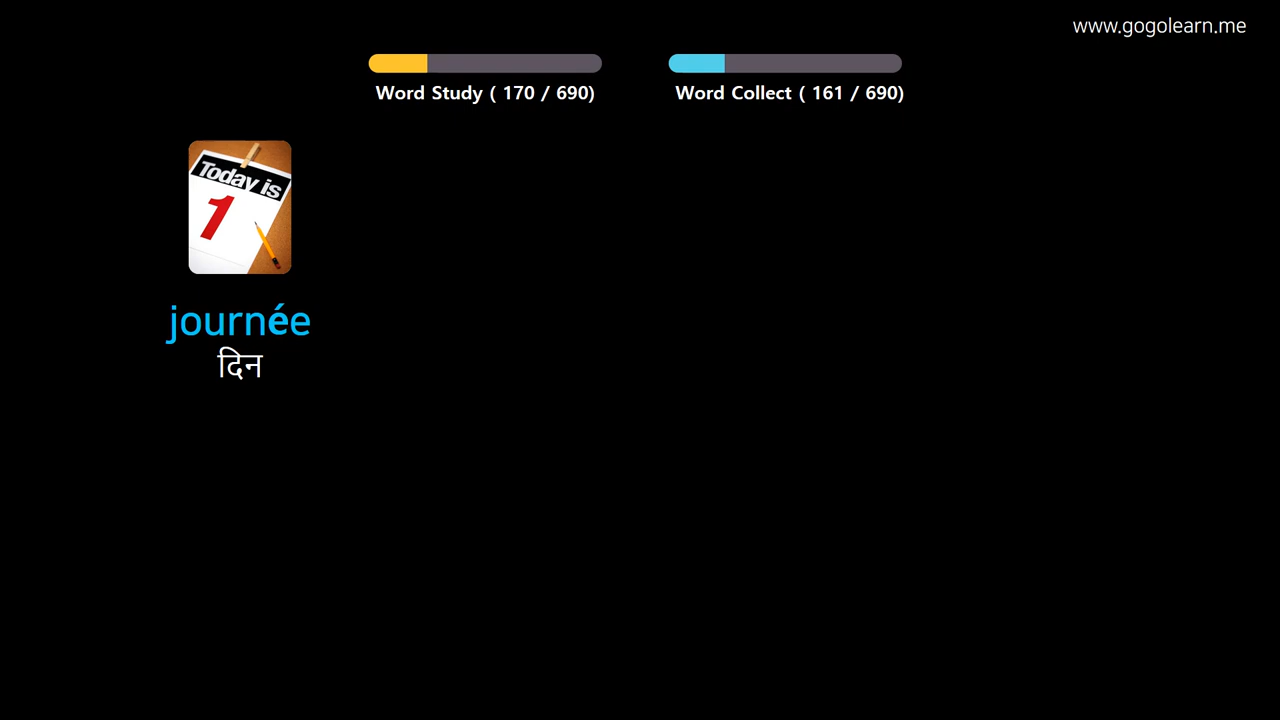 www.gogolearn.me
Word Study ( 170 / 690)
Word Collect ( 161 / 690)
Today is
1
journée
दिन